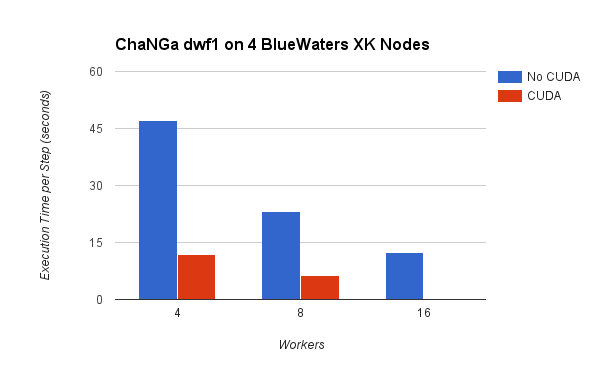 ChaNGa dwf1 on 4 BlueWaters XK Nodes
No CUDA
CUDA
Execution Time per Step (seconds)
60
45
30
15
0
4 8 16
Workers